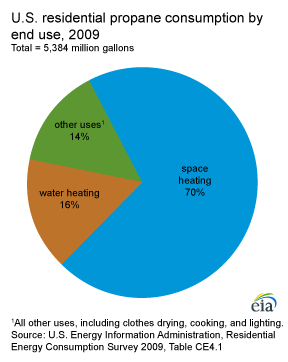 U.S. residential propane consumption by
end use, 2009
Total = 5,384 million gallons
other uses¹
14%
space
heating
70%
water heating
16%
eia
¹All other uses, including clothes drying, cooking, and lighting.
Source: U.S. Energy Information Administration, Residential
Energy Consumption Survey 2009, Table CE4.1